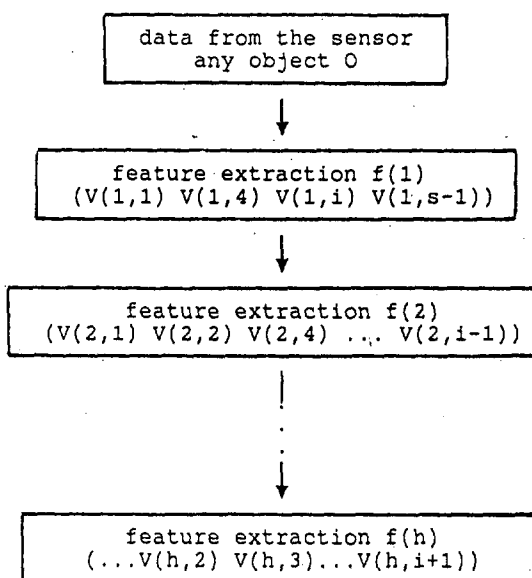 data from the sensor
any object O
feature extraction f(1)
(V(1,1) V(1,4) V(1,i) V(1,s-1))
feature extraction f(2)
(V(2,1) V(2,2) V(2,4) ... V(2,i-1))
feature extraction f(h)
(...V(h,2) V(h,3)...V(h,i+1))